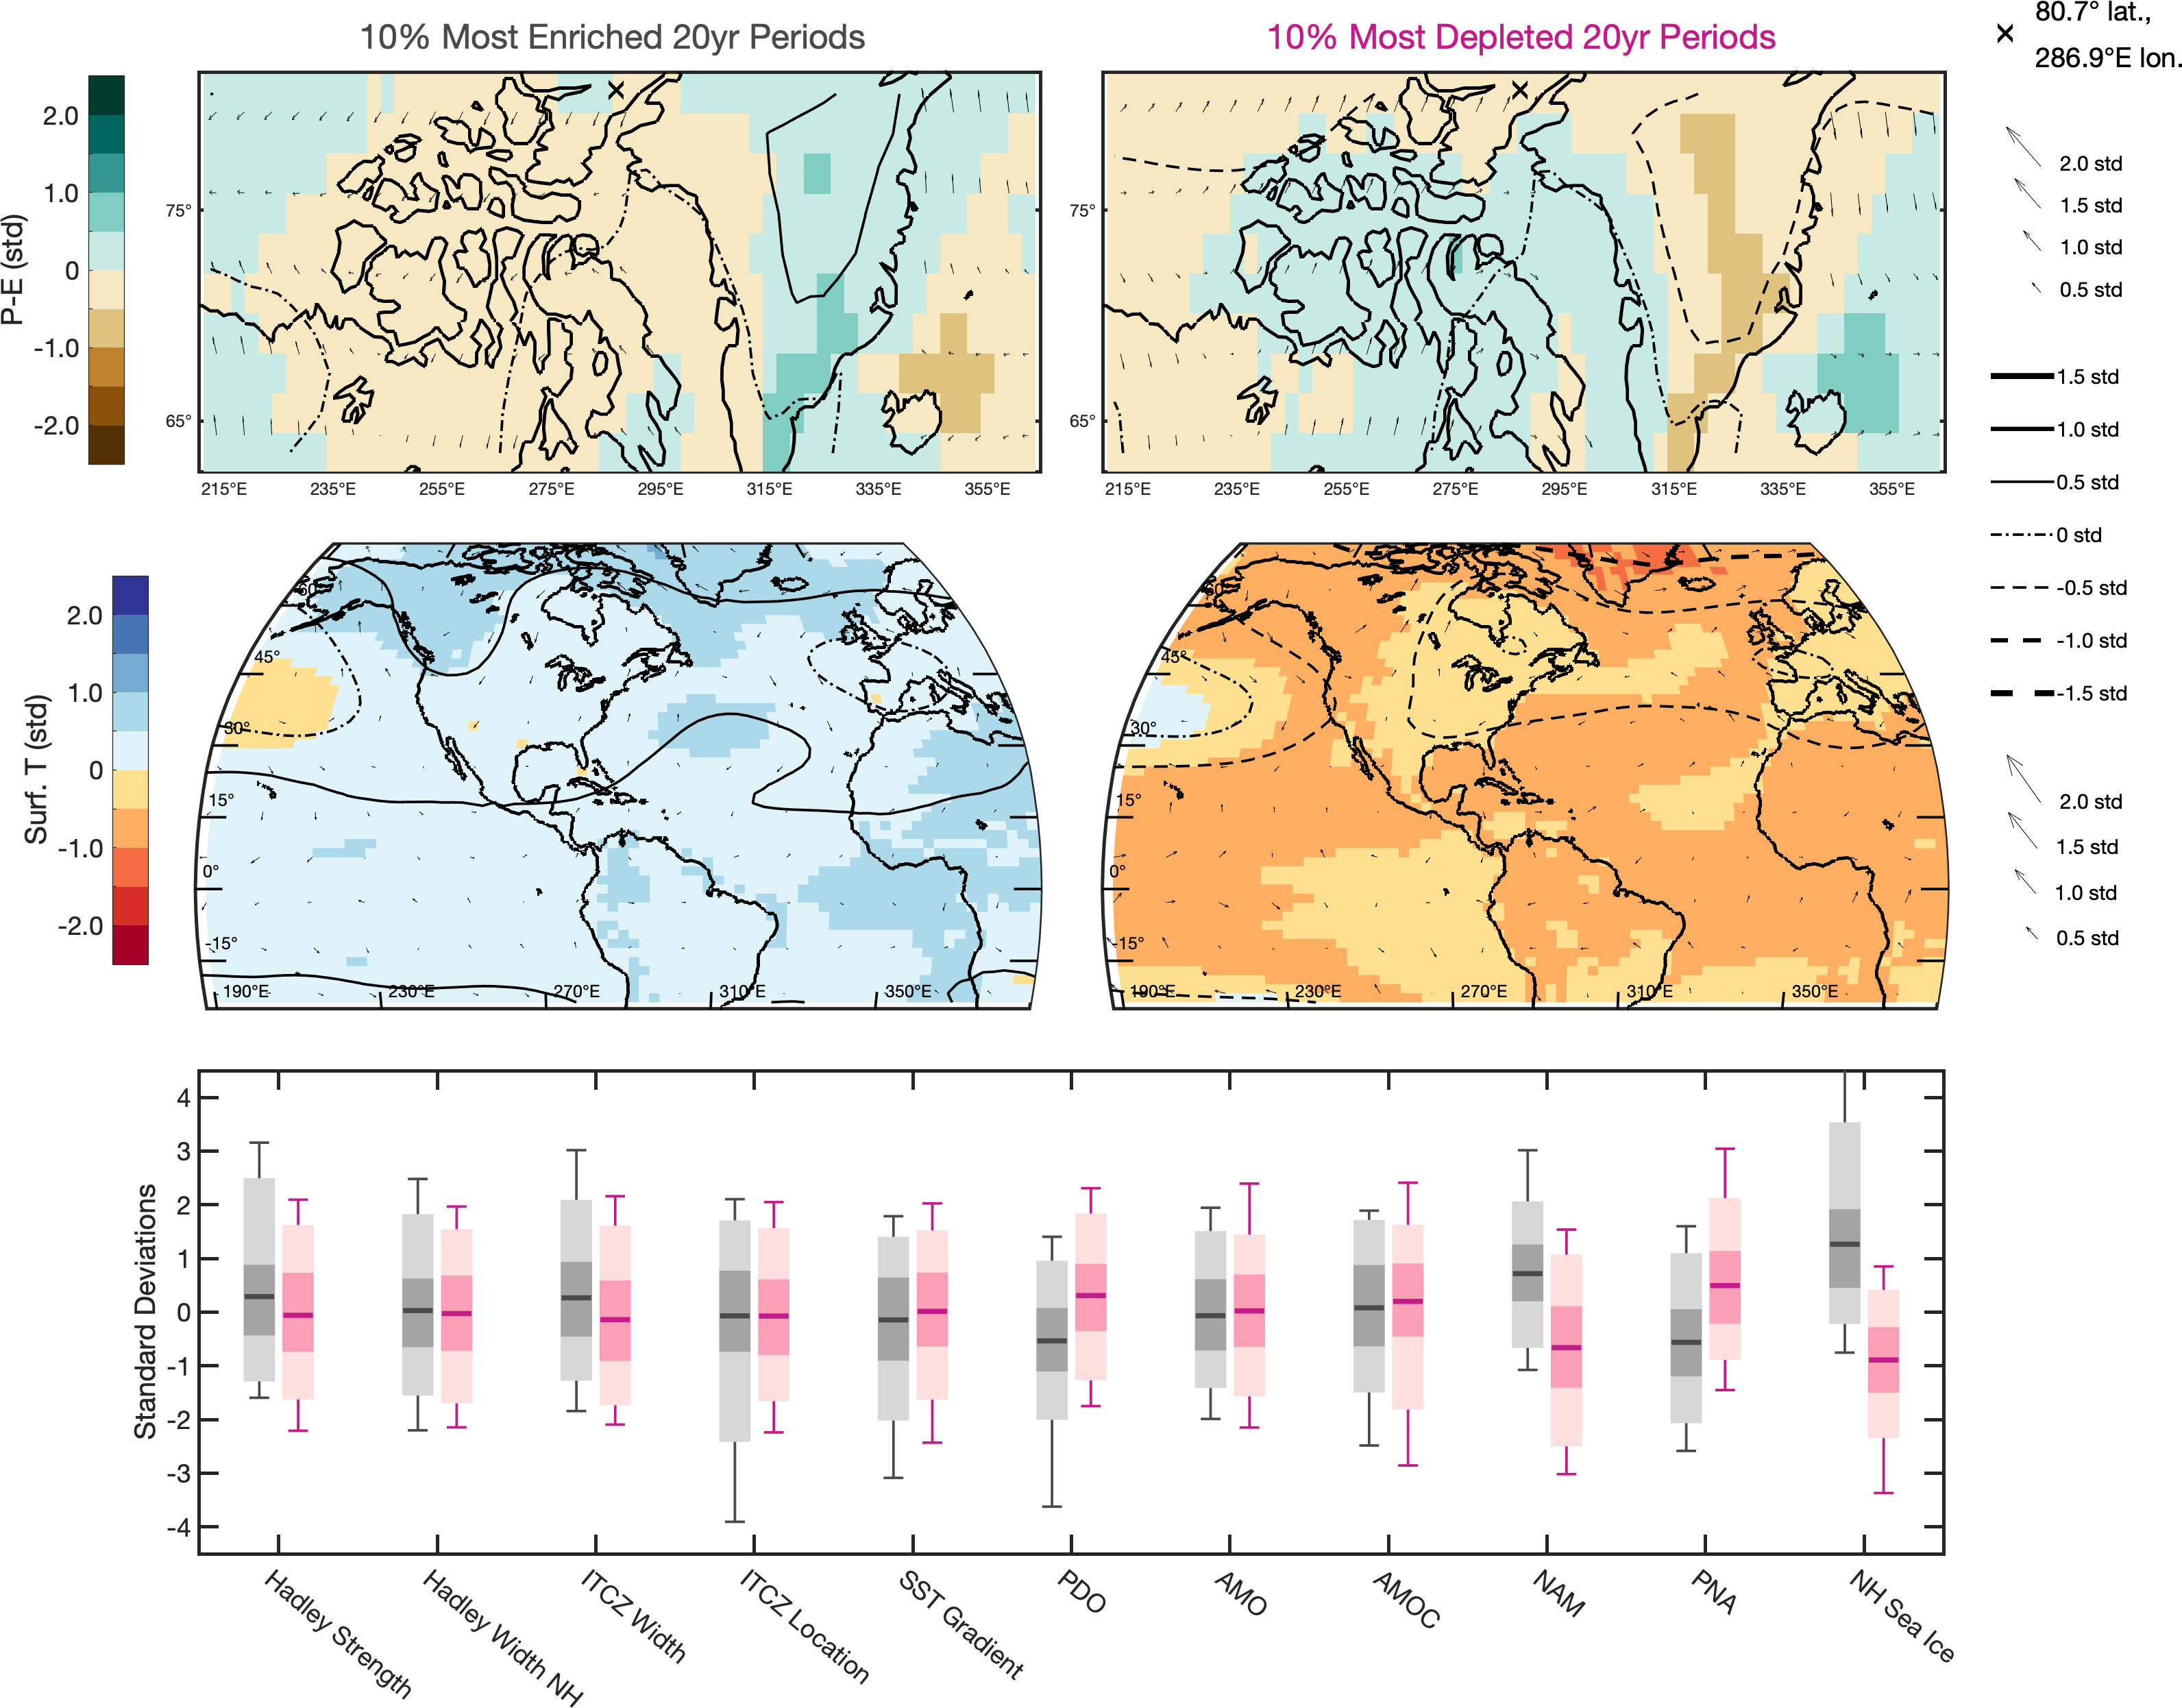 10% Most Enriched 20yr Periods
10% Most Depleted 20yr Periods
80.7° lat.,
286.9°E lon.
P-E (std)
2.0
1.0
0
-1.0
-2.0
75°
65°
215°E 235°E 255°E 275°E 295°E 315°E 335°E 355°E
75°
65°
215°E 235°E 255°E 275°E 295°E 315°E 335°E 355°E
2.0 std
1.5 std
1.0 std
0.5 std
1.5 std
1.0 std
0.5 std
0 std
-0.5 std
-1.0 std
-1.5 std
Surf. T (std)
2.0
1.0
0
-1.0
-2.0
60°
45°
30°
15°
0°
-15°
190°E 230°E 270°E 310°E 350°E
60°
45°
30°
15°
0°
-15°
190°E 230°E 270°E 310°E 350°E
2.0 std
1.5 std
1.0 std
0.5 std
Standard Deviations
4
3
2
1
0
-1
-2
-3
-4
Hadley Strength
Hadley Width NH
ITCZ Width
ITCZ Location
SST Gradient
PDO
AMO
AMOC
NAM
PNA
NH Sea Ice